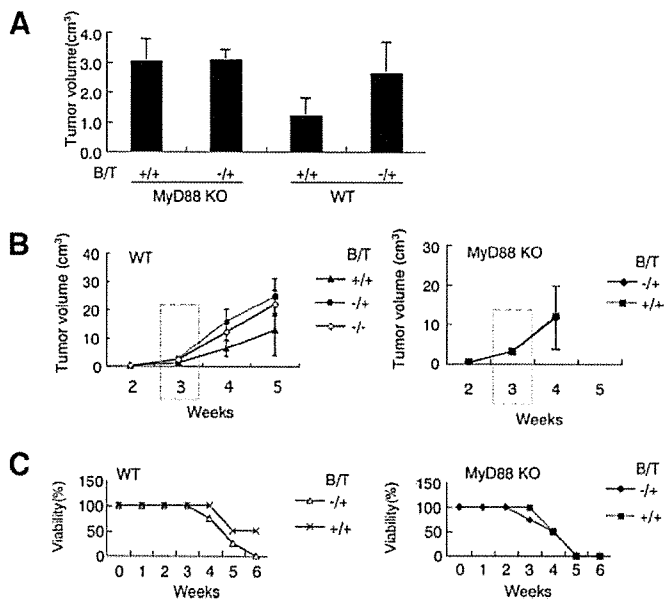 A
Tumor volume(cm³)
4.0
3.0
2.0
1.0
0.0
B/T +/+ -/+ +/+ -/+
MyD88 KO WT
B
Tumor volume (cm³)
40
30
20
10
0
WT
B/T
+/+
-/+
-/-
2 3 4 5
Weeks
Tumor volume (cm³)
30
20
10
0
MyD88 KO
B/T
-/+
+/+
2 3 4 5
Weeks
C
Viability(%)
150
100
50
0
WT
B/T
-/+
+/+
0 1 2 3 4 5 6
Weeks
Viability(%)
150
100
50
0
MyD88 KO
B/T
-/+
+/+
0 1 2 3 4 5 6
Weeks